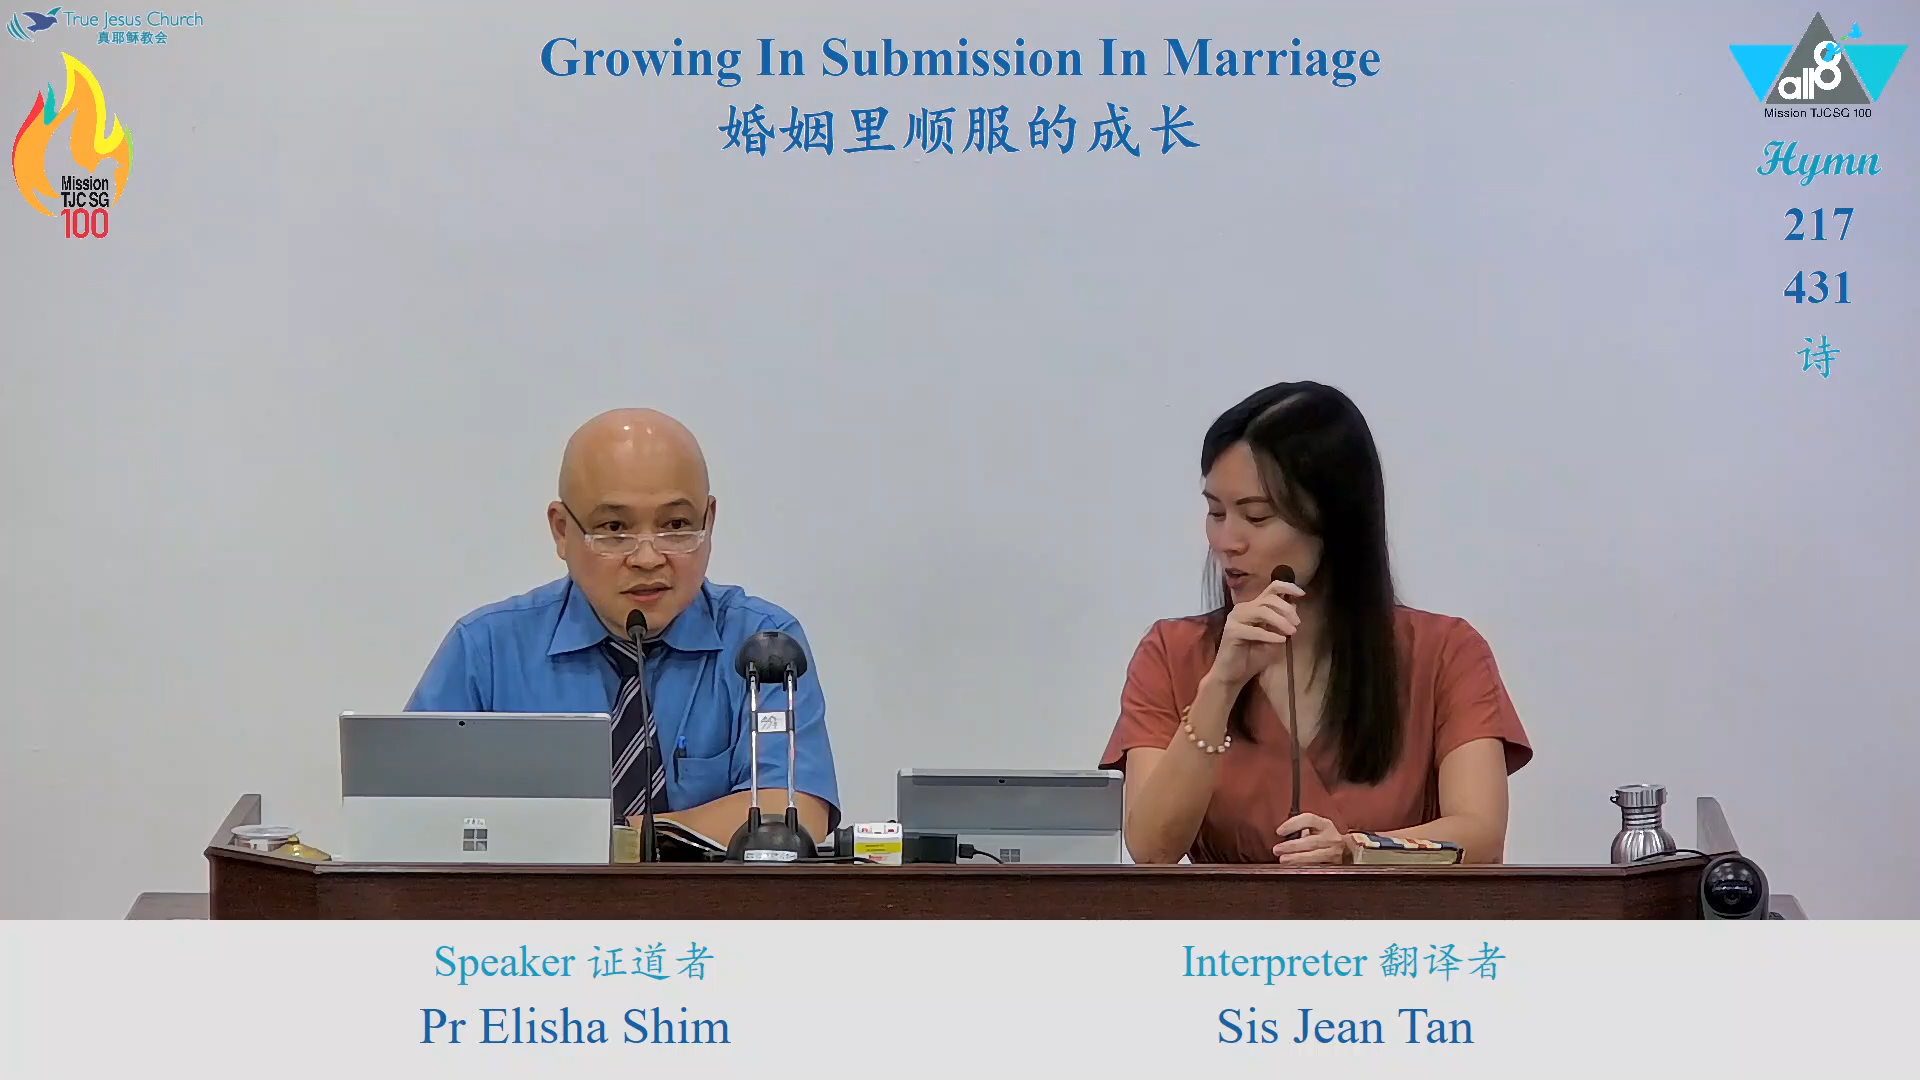 True Jesus Church
真耶稣教会
Mission
TJC SG
100
Growing In Submission In Marriage
婚姻里顺服的成长
all8
Mission TJCSG 100
Hymn
217
431
诗
Speaker 证道者
Pr Elisha Shim
Interpreter 翻译者
Sis Jean Tan